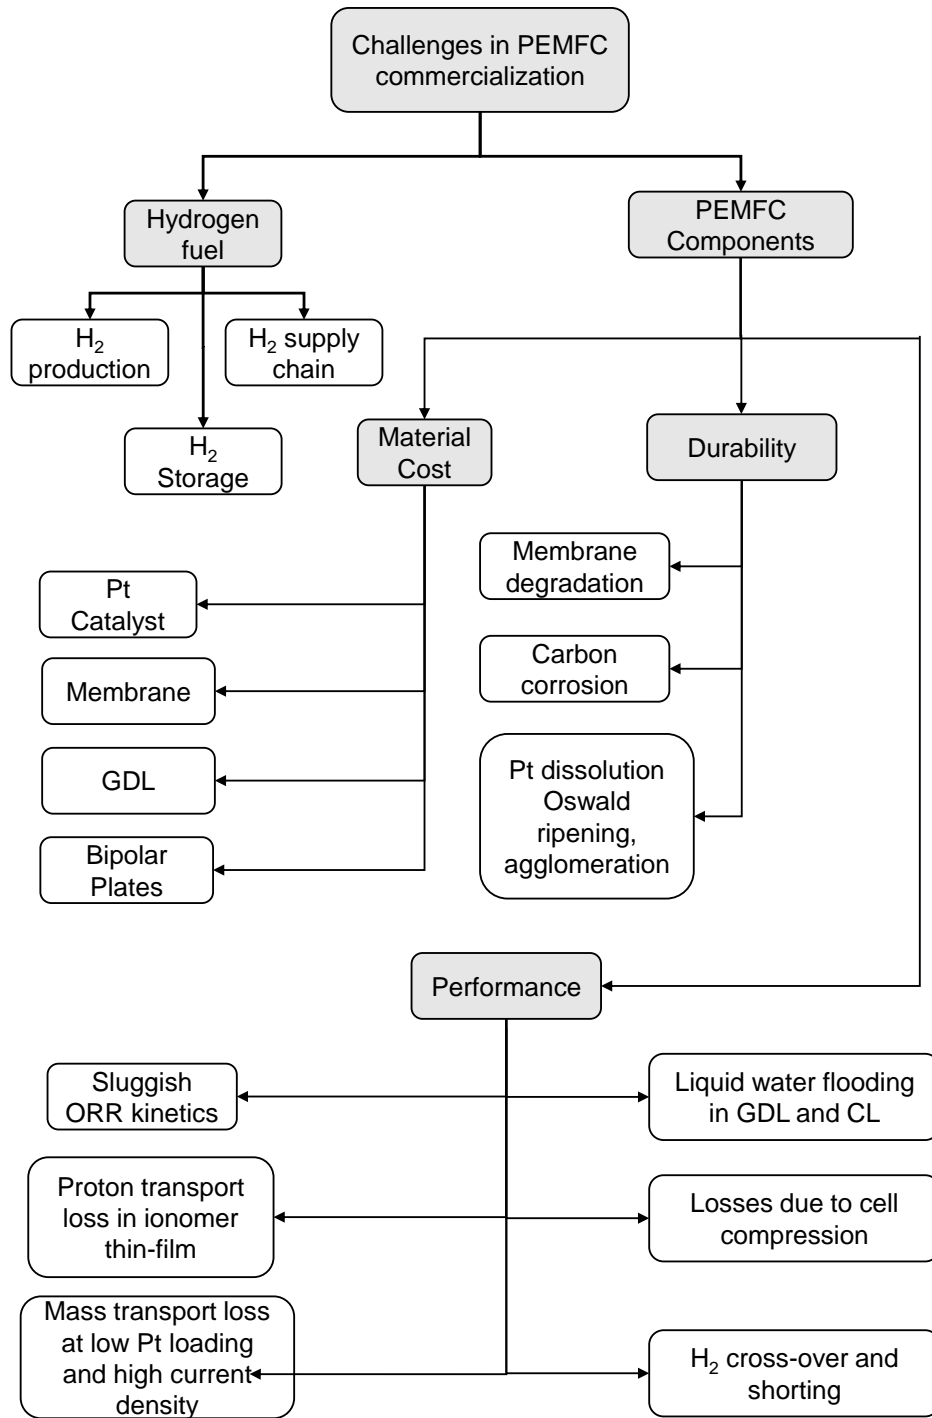 Challenges in PEMFC
commercialization
Hydrogen
fuel
PEMFC
Components
H₂
production
H₂ supply
chain
H₂
Storage
Material
Cost
Durability
Pt
Catalyst
Membrane
GDL
Bipolar
Plates
Membrane
degradation
Carbon
corrosion
Pt dissolution
Oswald
ripening,
agglomeration
Performance
Sluggish
ORR kinetics
Proton transport
loss in ionomer
thin-film
Mass transport loss
at low Pt loading
and high current
density
Liquid water flooding
in GDL and CL
Losses due to cell
compression
H₂ cross-over and
shorting